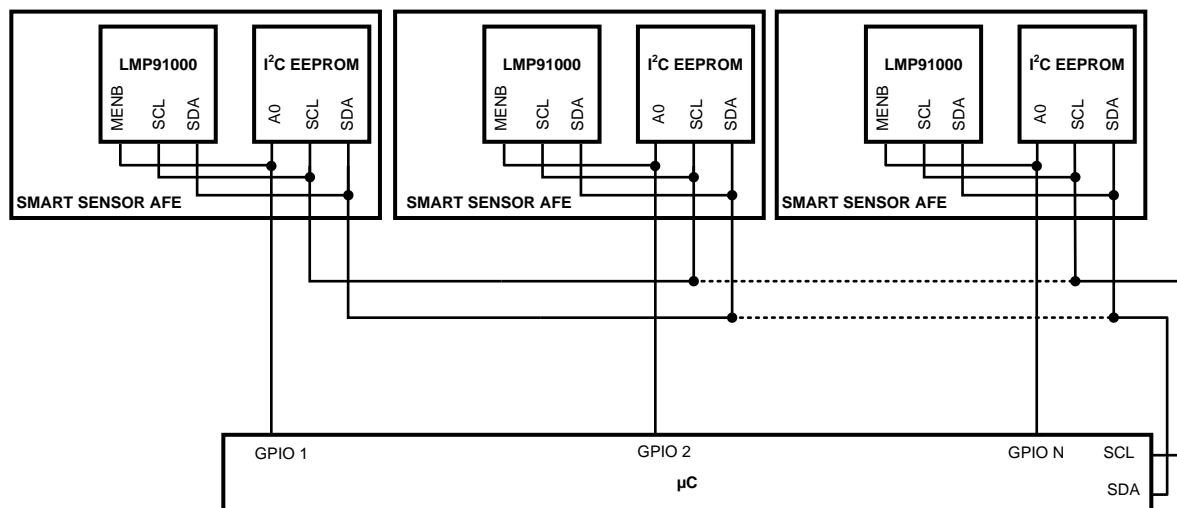 LMP91000
I²C EEPROM
MENB
SCL
SDA
A0
SCL
SDA
SMART SENSOR AFE
LMP91000
I²C EEPROM
MENB
SCL
SDA
A0
SCL
SDA
SMART SENSOR AFE
LMP91000
I²C EEPROM
MENB
SCL
SDA
A0
SCL
SDA
SMART SENSOR AFE
GPIO 1
GPIO 2
GPIO N
SCL
µC
SDA